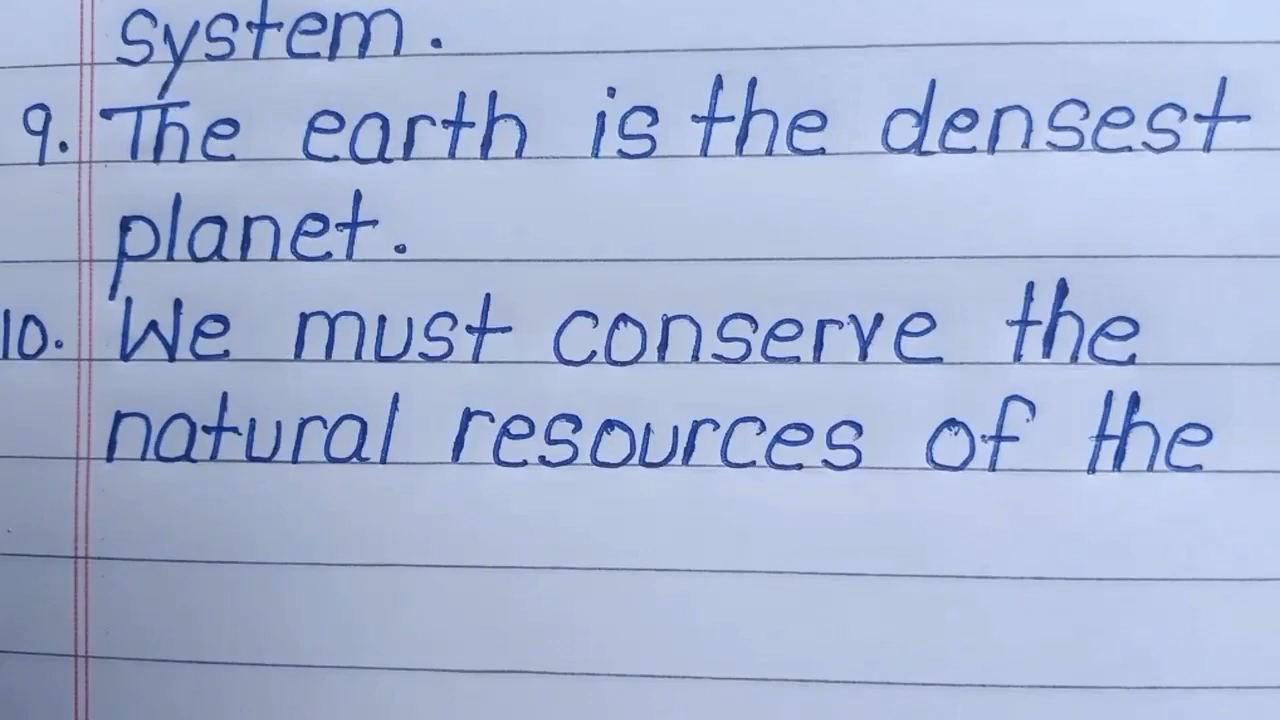 system.
9. The earth is the densest
planet.
10. We must conserve the
natural resources of the